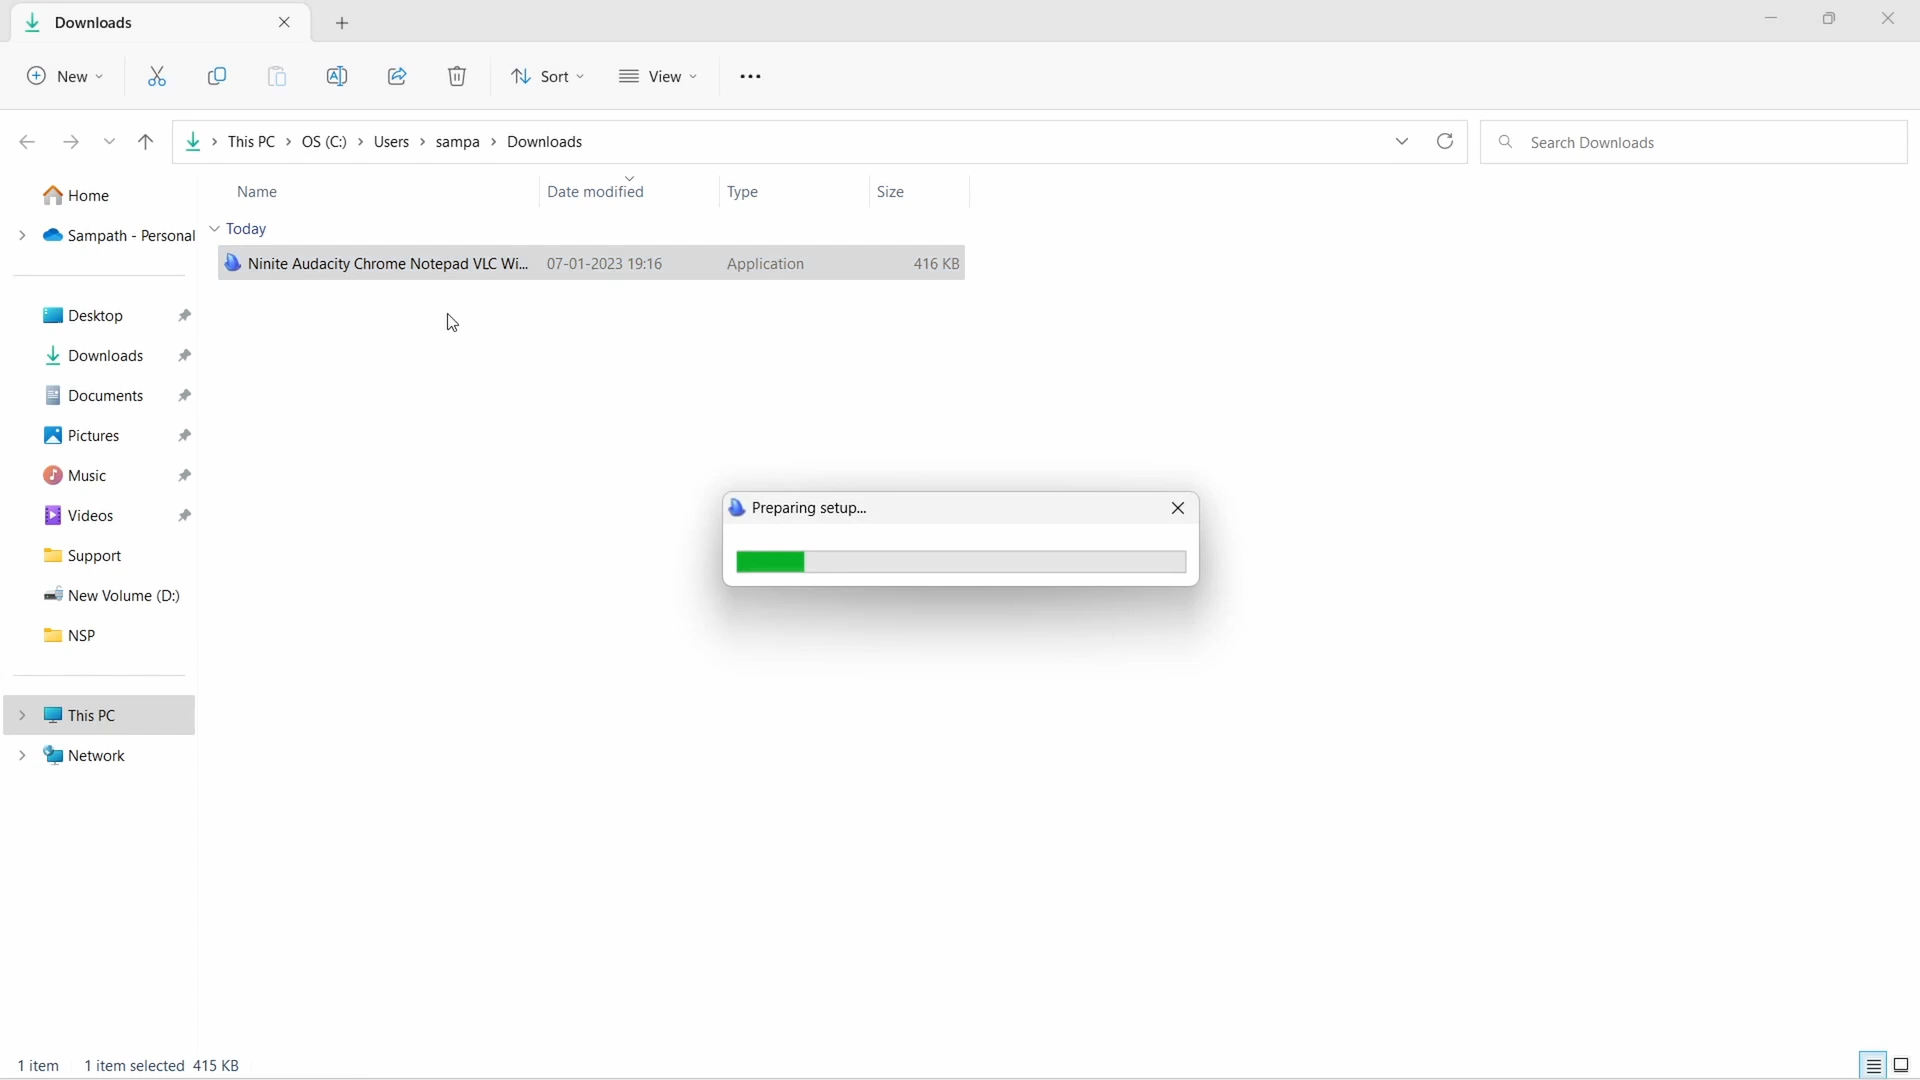 Downloads
New
Sort
View
This PC > OS (C:) > Users > sampa > Downloads
Search Downloads
Home
Sampath - Personal
Desktop
Downloads
Documents
Pictures
Music
Videos
Support
New Volume (D:)
NSP
This PC
Network
Name Date modified Type Size
Today
Ninite Audacity Chrome Notepad VLC Wi... 07-01-2023 19:16 Application 416 KB
Preparing setup...
1 item 1 item selected 415 KB